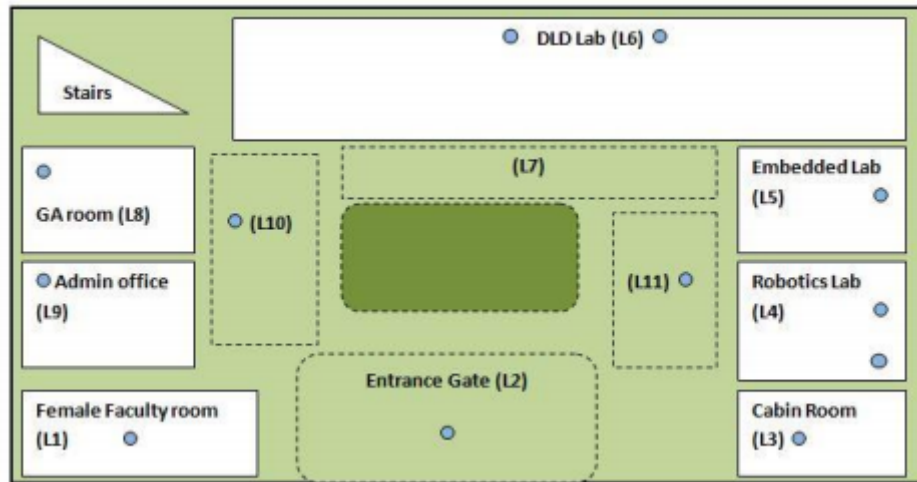 DLD Lab (L6)
Stairs
(L7)
Embedded Lab
(L5)
GA room (L8)
(L10)
(L11)
Admin office
(L9)
Robotics Lab
(L4)
Entrance Gate (L2)
Female Faculty room
(L1)
Cabin Room
(L3)